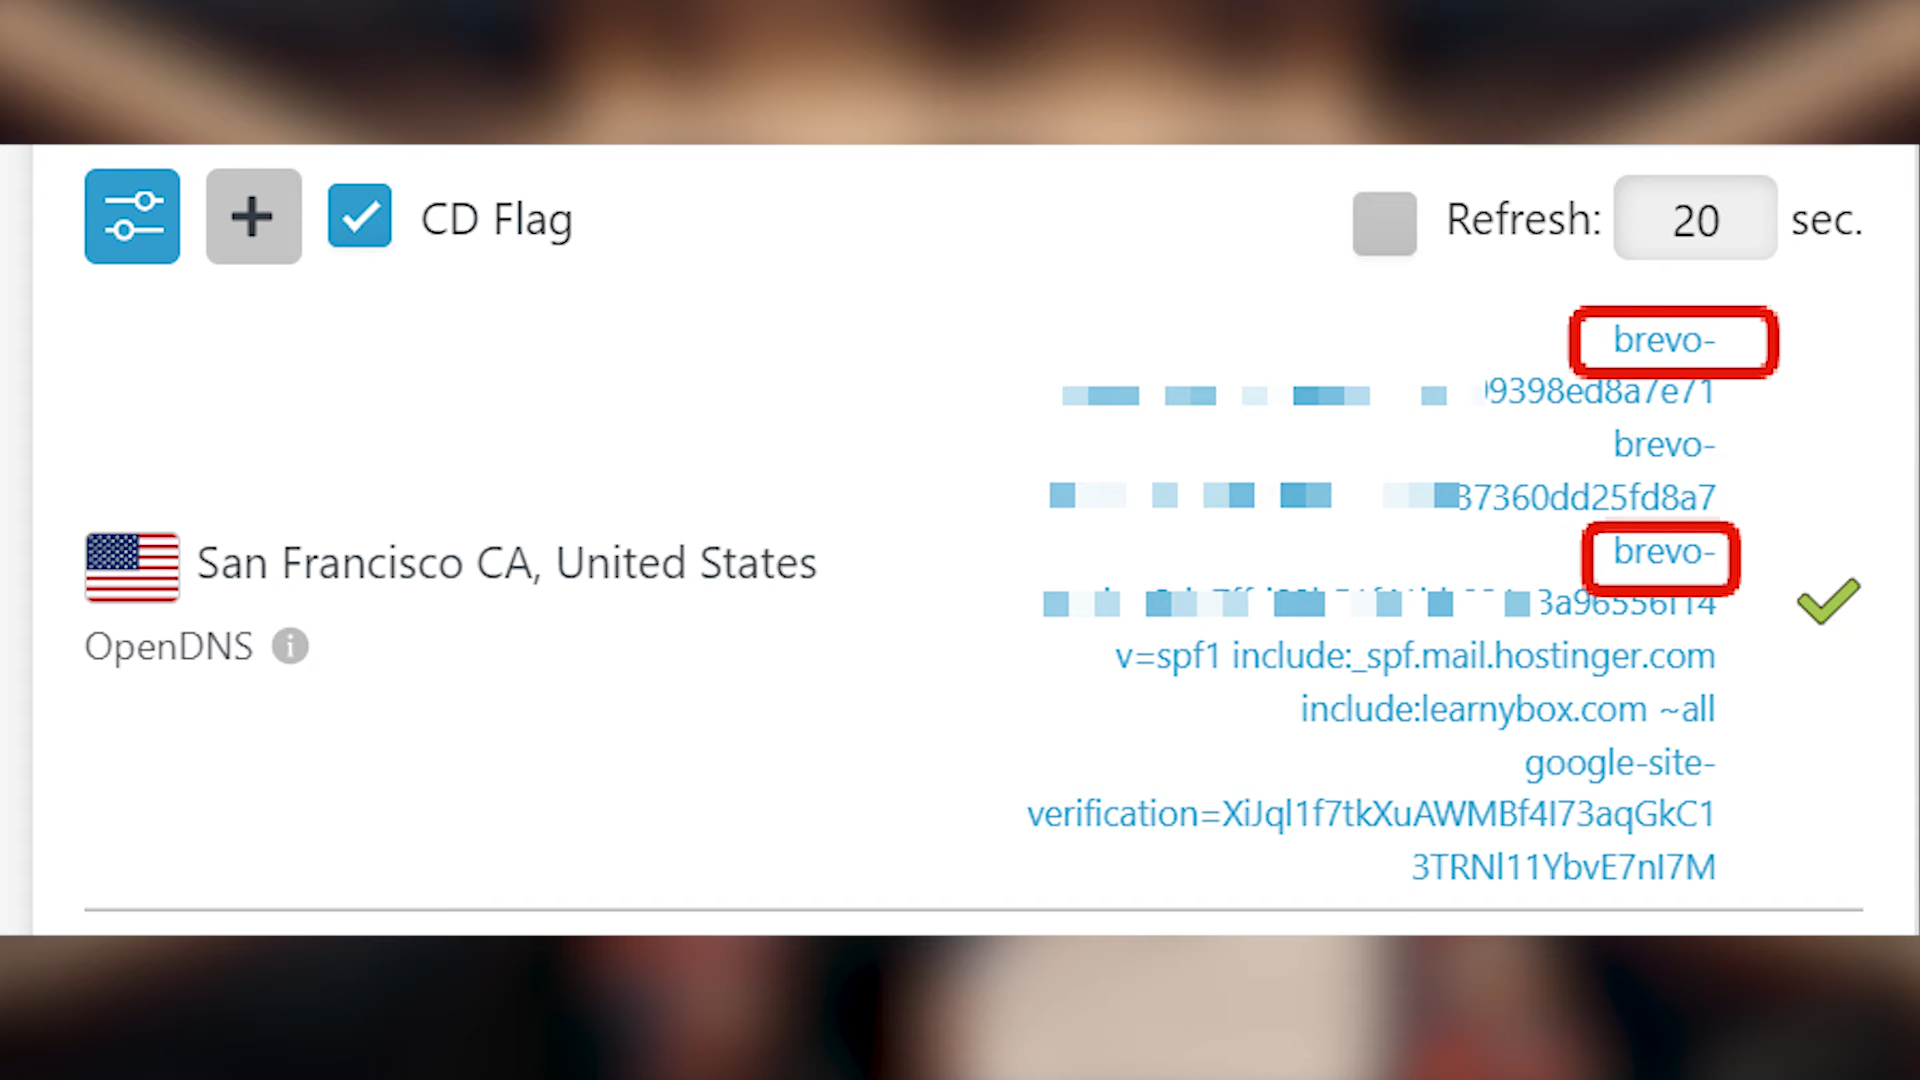 CD Flag
Refresh: 20 sec.
brevo-
9398ed8a7e71
brevo-
37360dd25fd8a7
brevo-
3a96556f14
San Francisco CA, United States
OpenDNS
v=spf1 include:_spf.mail.hostinger.com
include:learnybox.com ~all
google-site-
verification=XiJql1f7tkXuAWMBf4I73aqGkC1
3TRNl11YbvE7nI7M